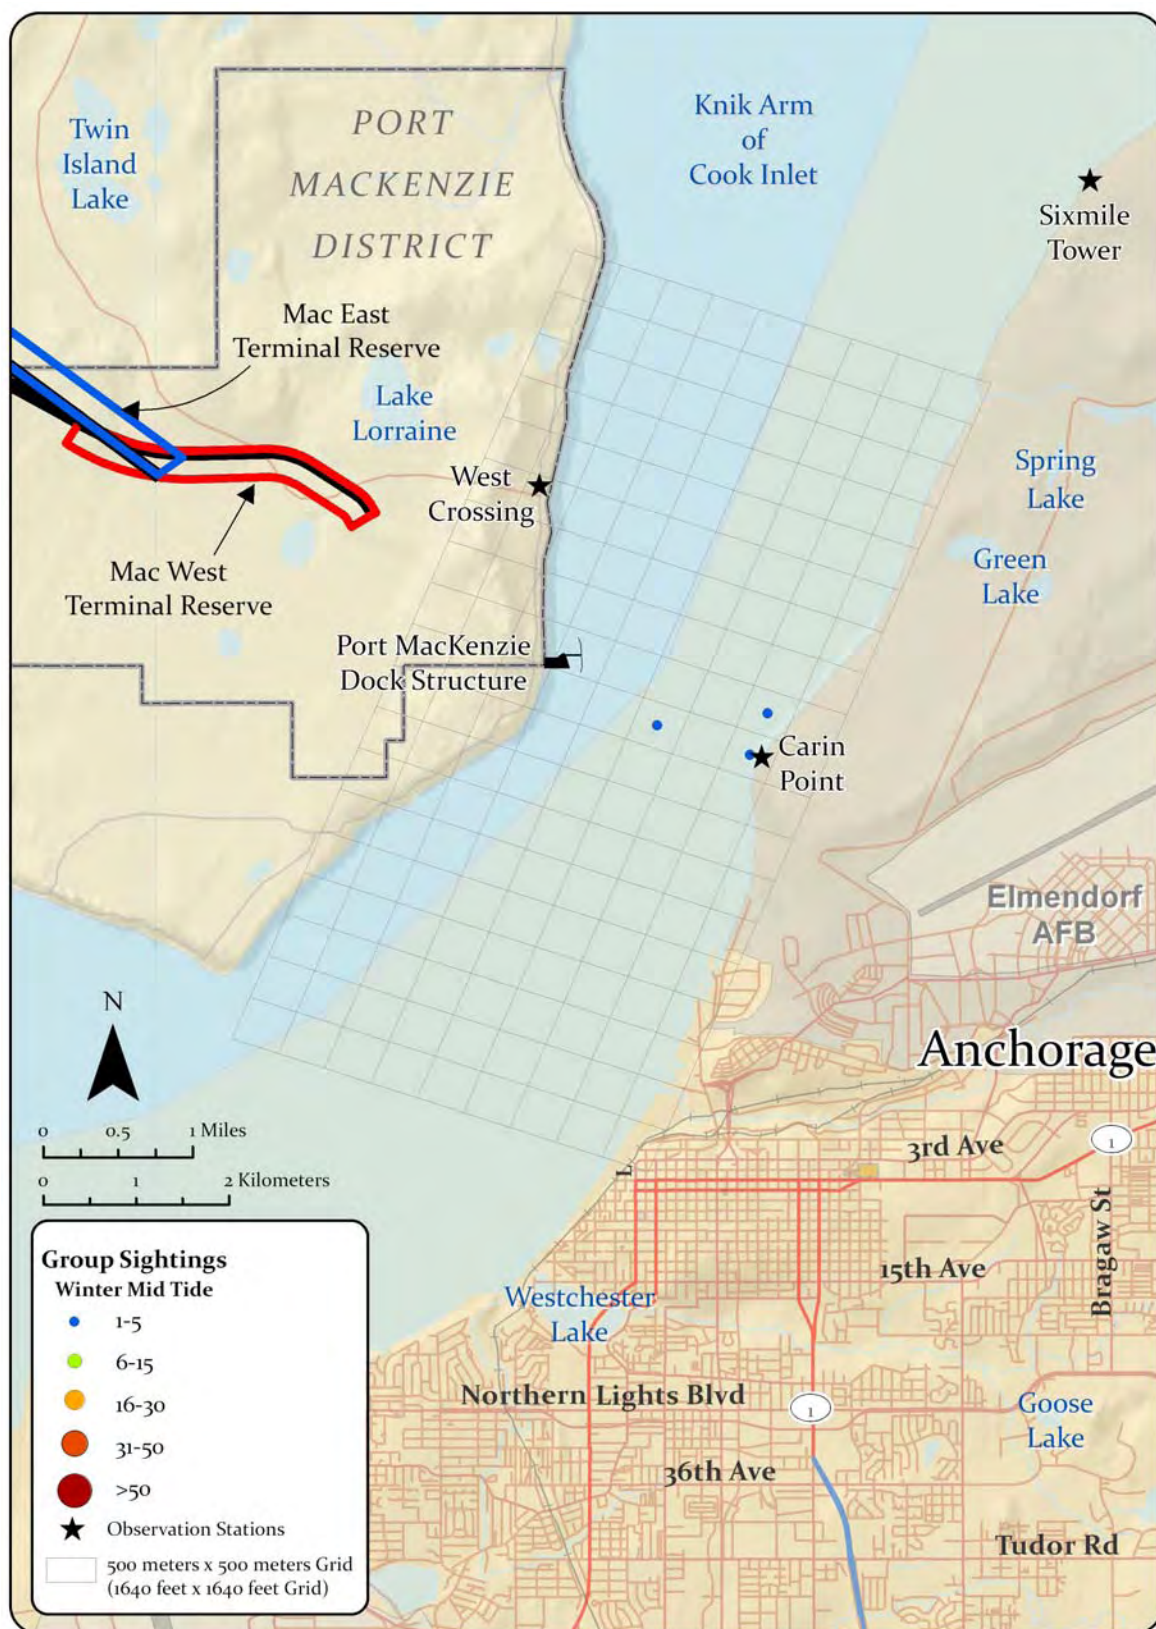 Twin
Island
Lake
PORT
MACKENZIE
DISTRICT
Knik Arm
of
Cook Inlet
Sixmile
Tower
Mac East
Terminal Reserve
Lake
Lorraine
West
Crossing
Spring
Lake
Green
Lake
Mac West
Terminal Reserve
Port MacKenzie
Dock Structure
Carin
Point
Elmendorf
AFB
N
Anchorage
0 0.5 1 Miles
0 1 2 Kilometers
3rd Ave
1
L
Bragaw St
15th Ave
Westchester
Lake
Northern Lights Blvd
1
Goose
Lake
36th Ave
Tudor Rd
Group Sightings
Winter Mid Tide
1-5
6-15
16-30
31-50
>50
Observation Stations
500 meters x 500 meters Grid
(1640 feet x 1640 feet Grid)